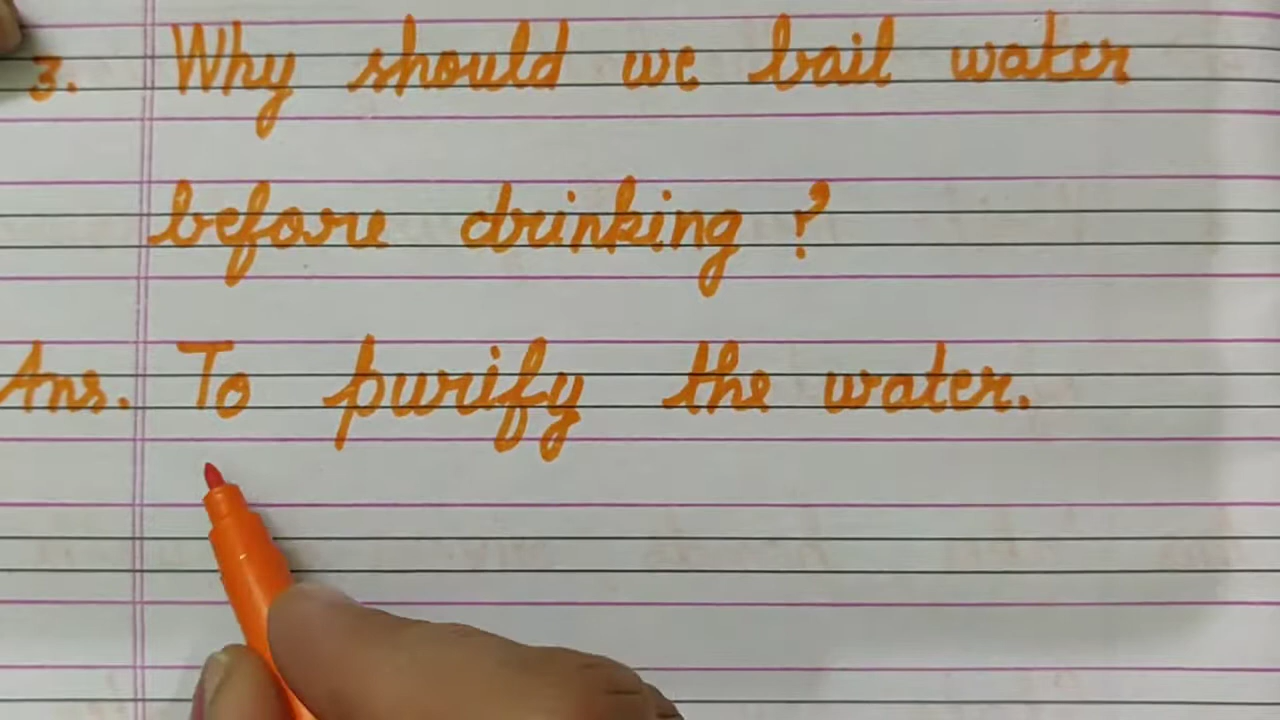 3. Why should we bail water
before drinking ?
Ans. To purify the water.